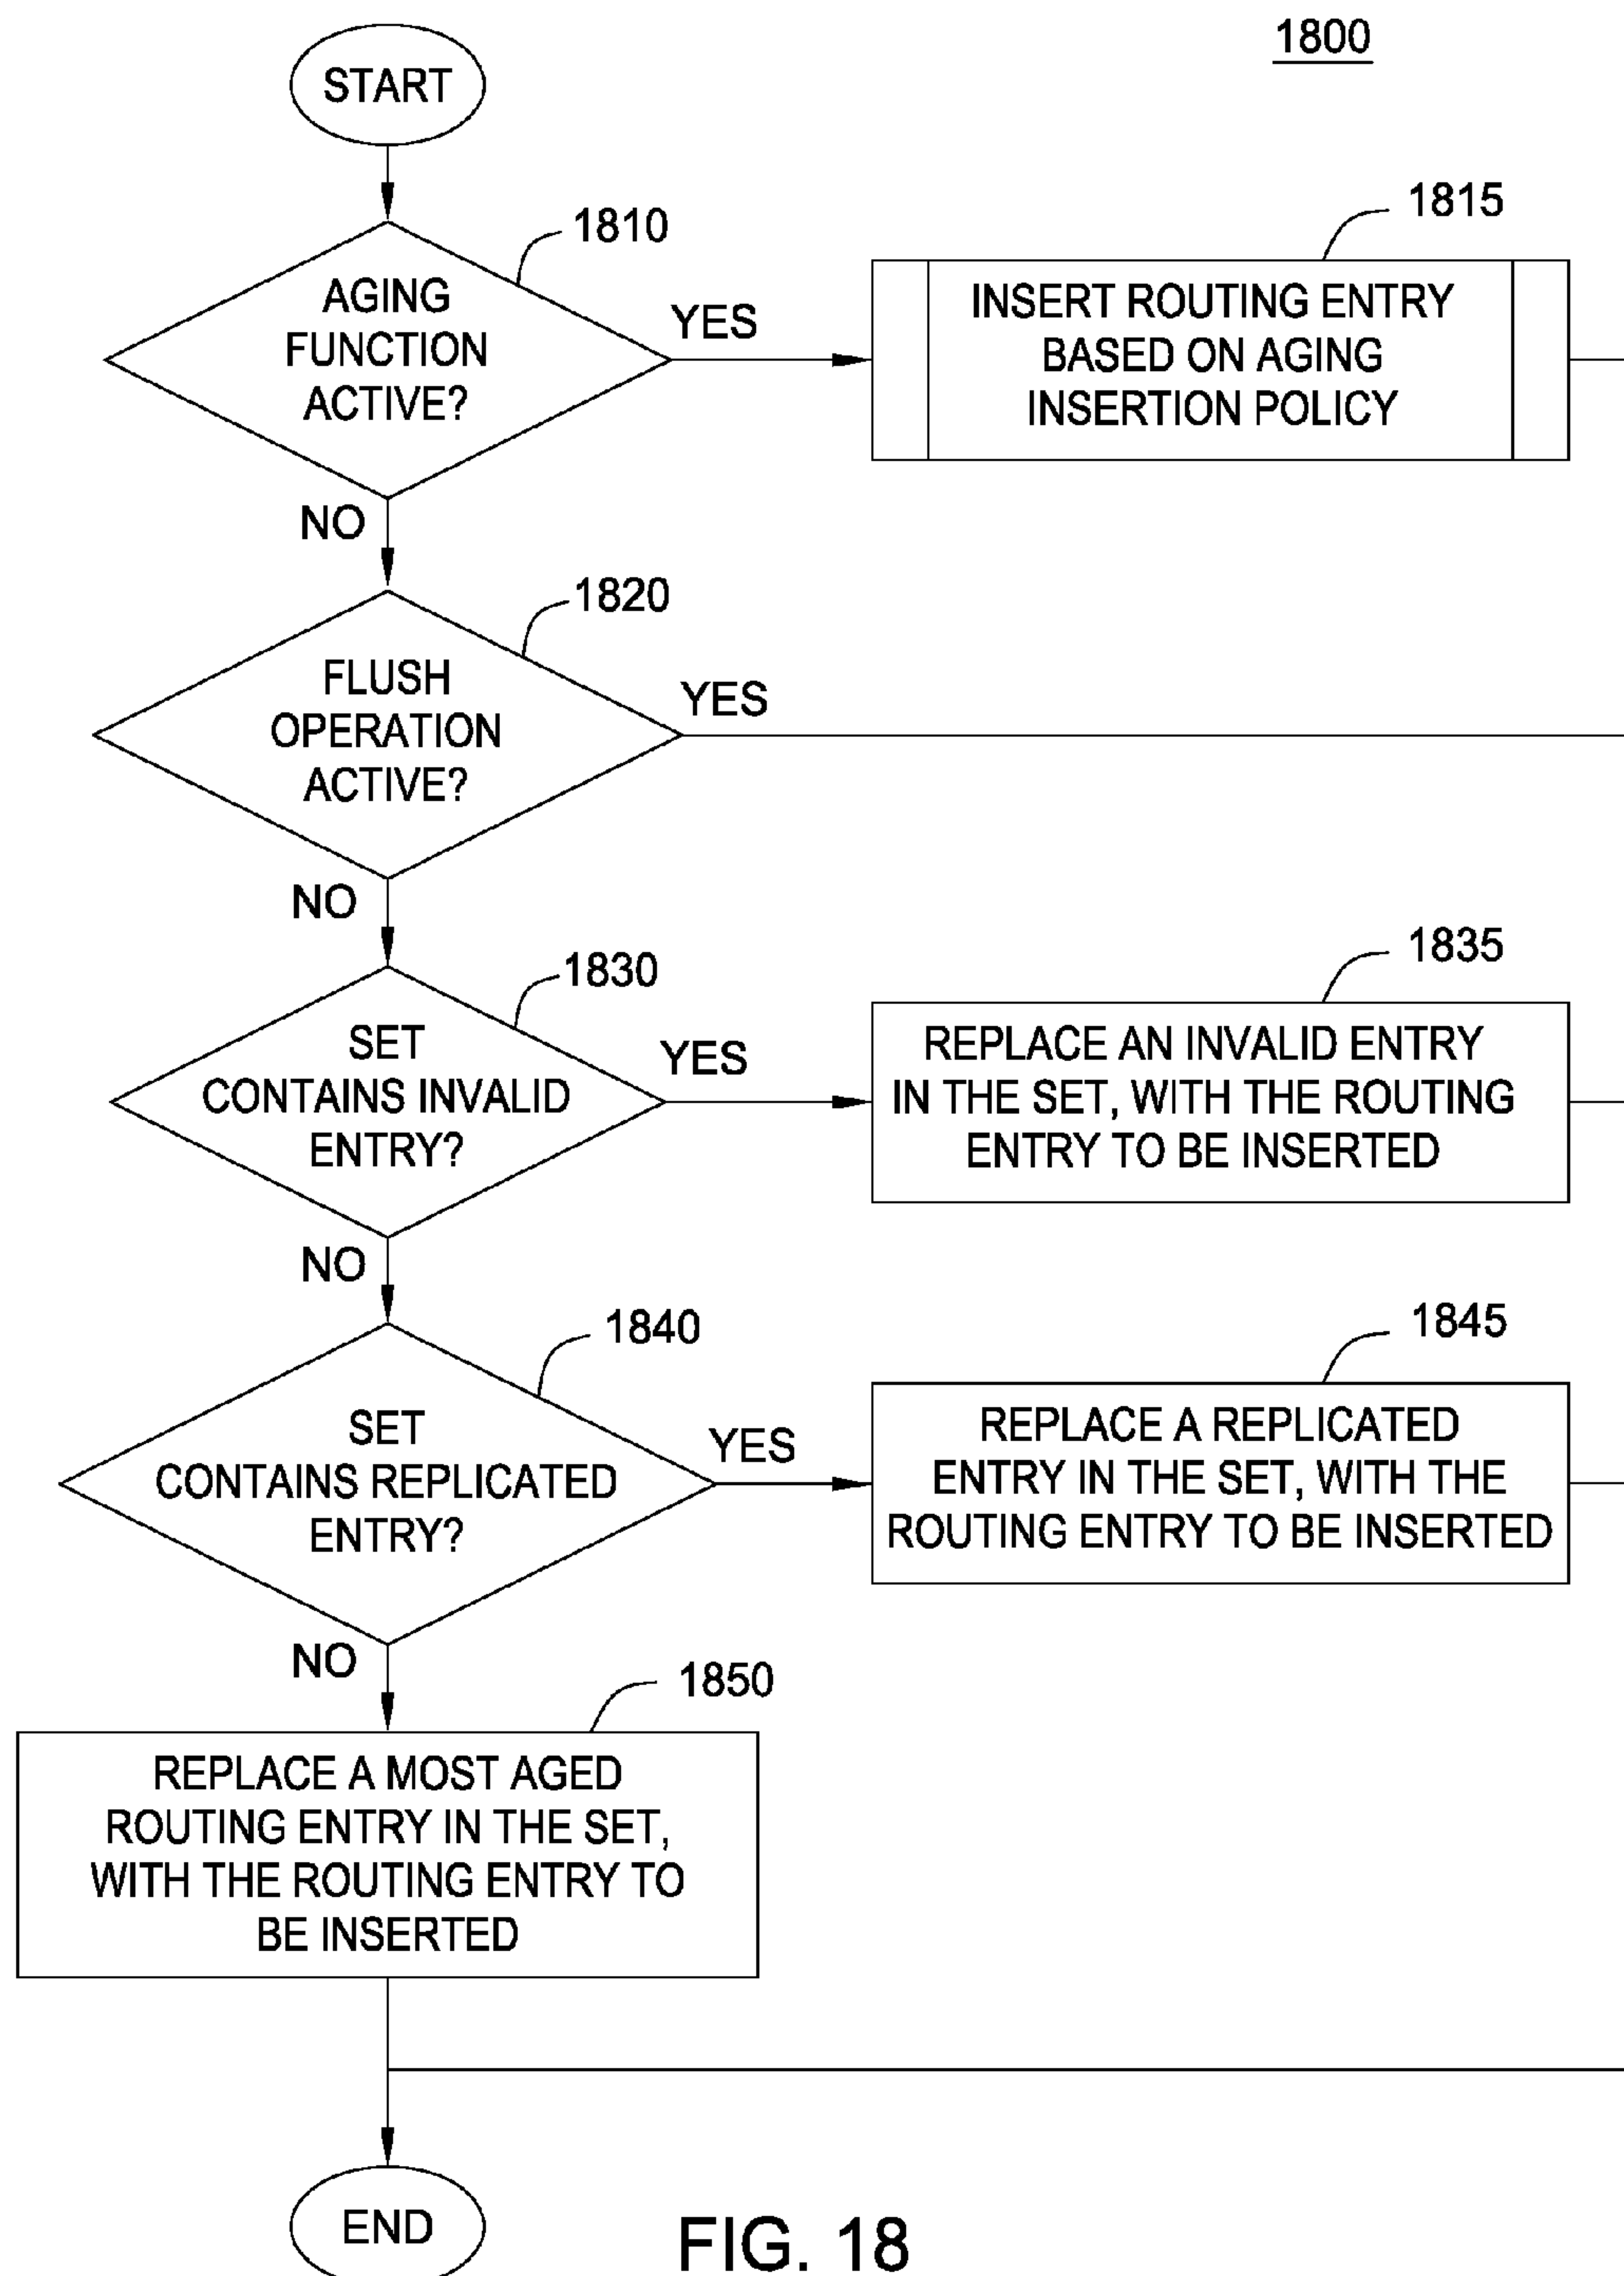 1800
START
1810
AGING
FUNCTION
ACTIVE?
YES
1815
INSERT ROUTING ENTRY
BASED ON AGING
INSERTION POLICY
NO
1820
FLUSH
OPERATION
ACTIVE?
YES
NO
1830
SET
CONTAINS INVALID
ENTRY?
YES
1835
REPLACE AN INVALID ENTRY
IN THE SET, WITH THE ROUTING
ENTRY TO BE INSERTED
NO
1840
SET
CONTAINS REPLICATED
ENTRY?
YES
1845
REPLACE A REPLICATED
ENTRY IN THE SET, WITH THE
ROUTING ENTRY TO BE INSERTED
NO
1850
REPLACE A MOST AGED
ROUTING ENTRY IN THE SET,
WITH THE ROUTING ENTRY TO
BE INSERTED
END
FIG. 18